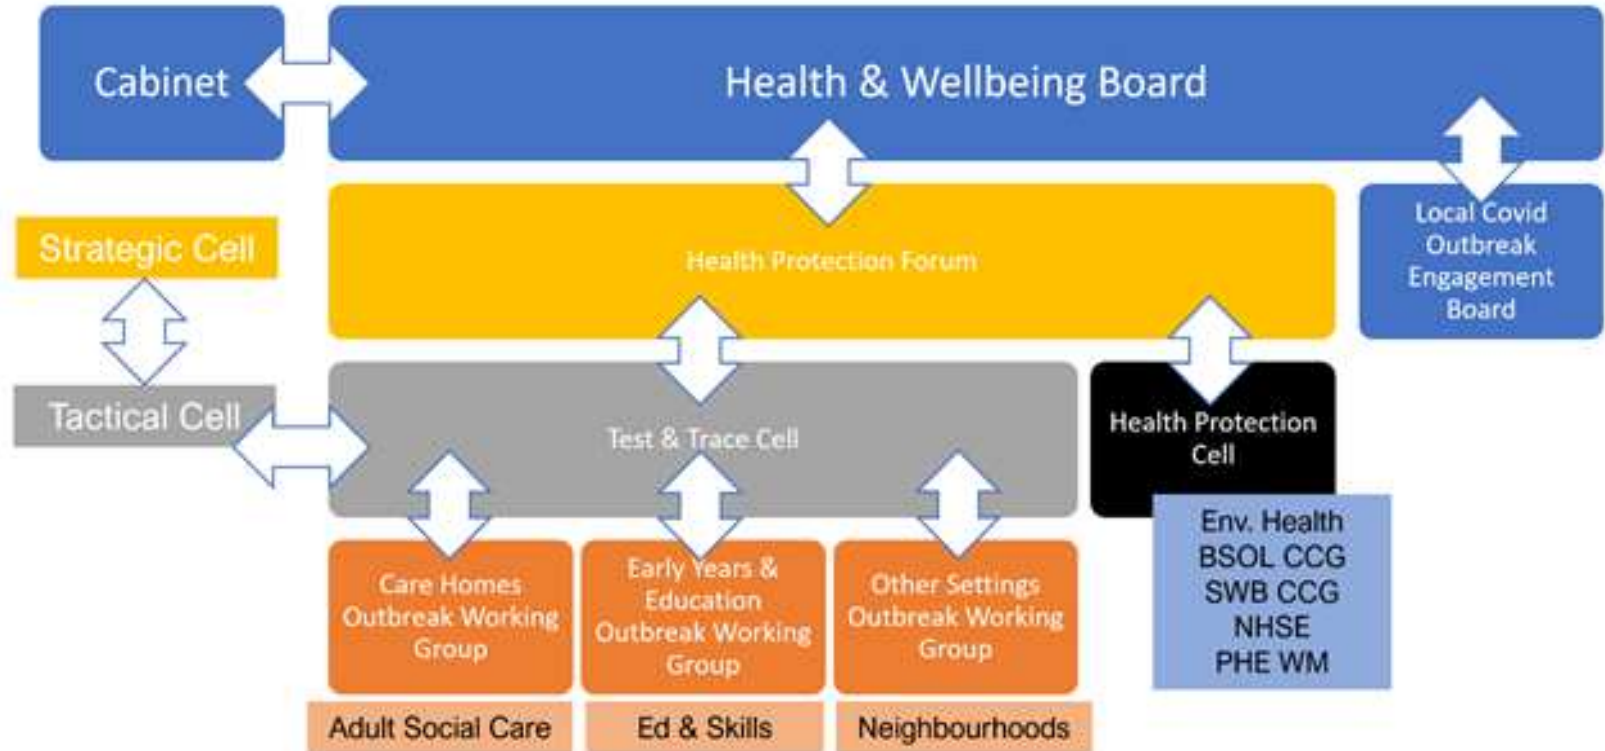 Cabinet
Health & Wellbeing Board
Strategic Cell
Health Protection Forum
Local Covid
Outbreak
Engagement
Board
Tactical Cell
Test & Trace Cell
Health Protection
Cell
Env. Health
BSOL CCG
SWB CCG
NHSE
PHE WM
Care Homes
Outbreak Working
Group
Early Years &
Education
Outbreak Working
Group
Other Settings
Outbreak Working
Group
Adult Social Care
Ed & Skills
Neighbourhoods